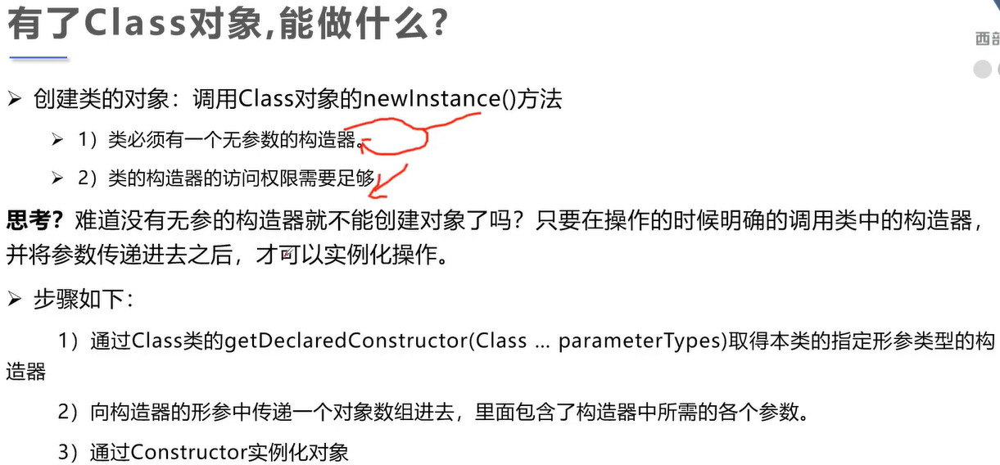 有了Class对象,能做什么?
西部
创建类的对象：调用Class对象的newInstance()方法
1）类必须有一个无参数的构造器。
2）类的构造器的访问权限需要足够
思考？难道没有无参的构造器就不能创建对象了吗？只要在操作的时候明确的调用类中的构造器，
并将参数传递进去之后，才可以实例化操作。
步骤如下：
1）通过Class类的getDeclaredConstructor(Class … parameterTypes)取得本类的指定形参类型的构
造器
2）向构造器的形参中传递一个对象数组进去，里面包含了构造器中所需的各个参数。
3）通过Constructor实例化对象